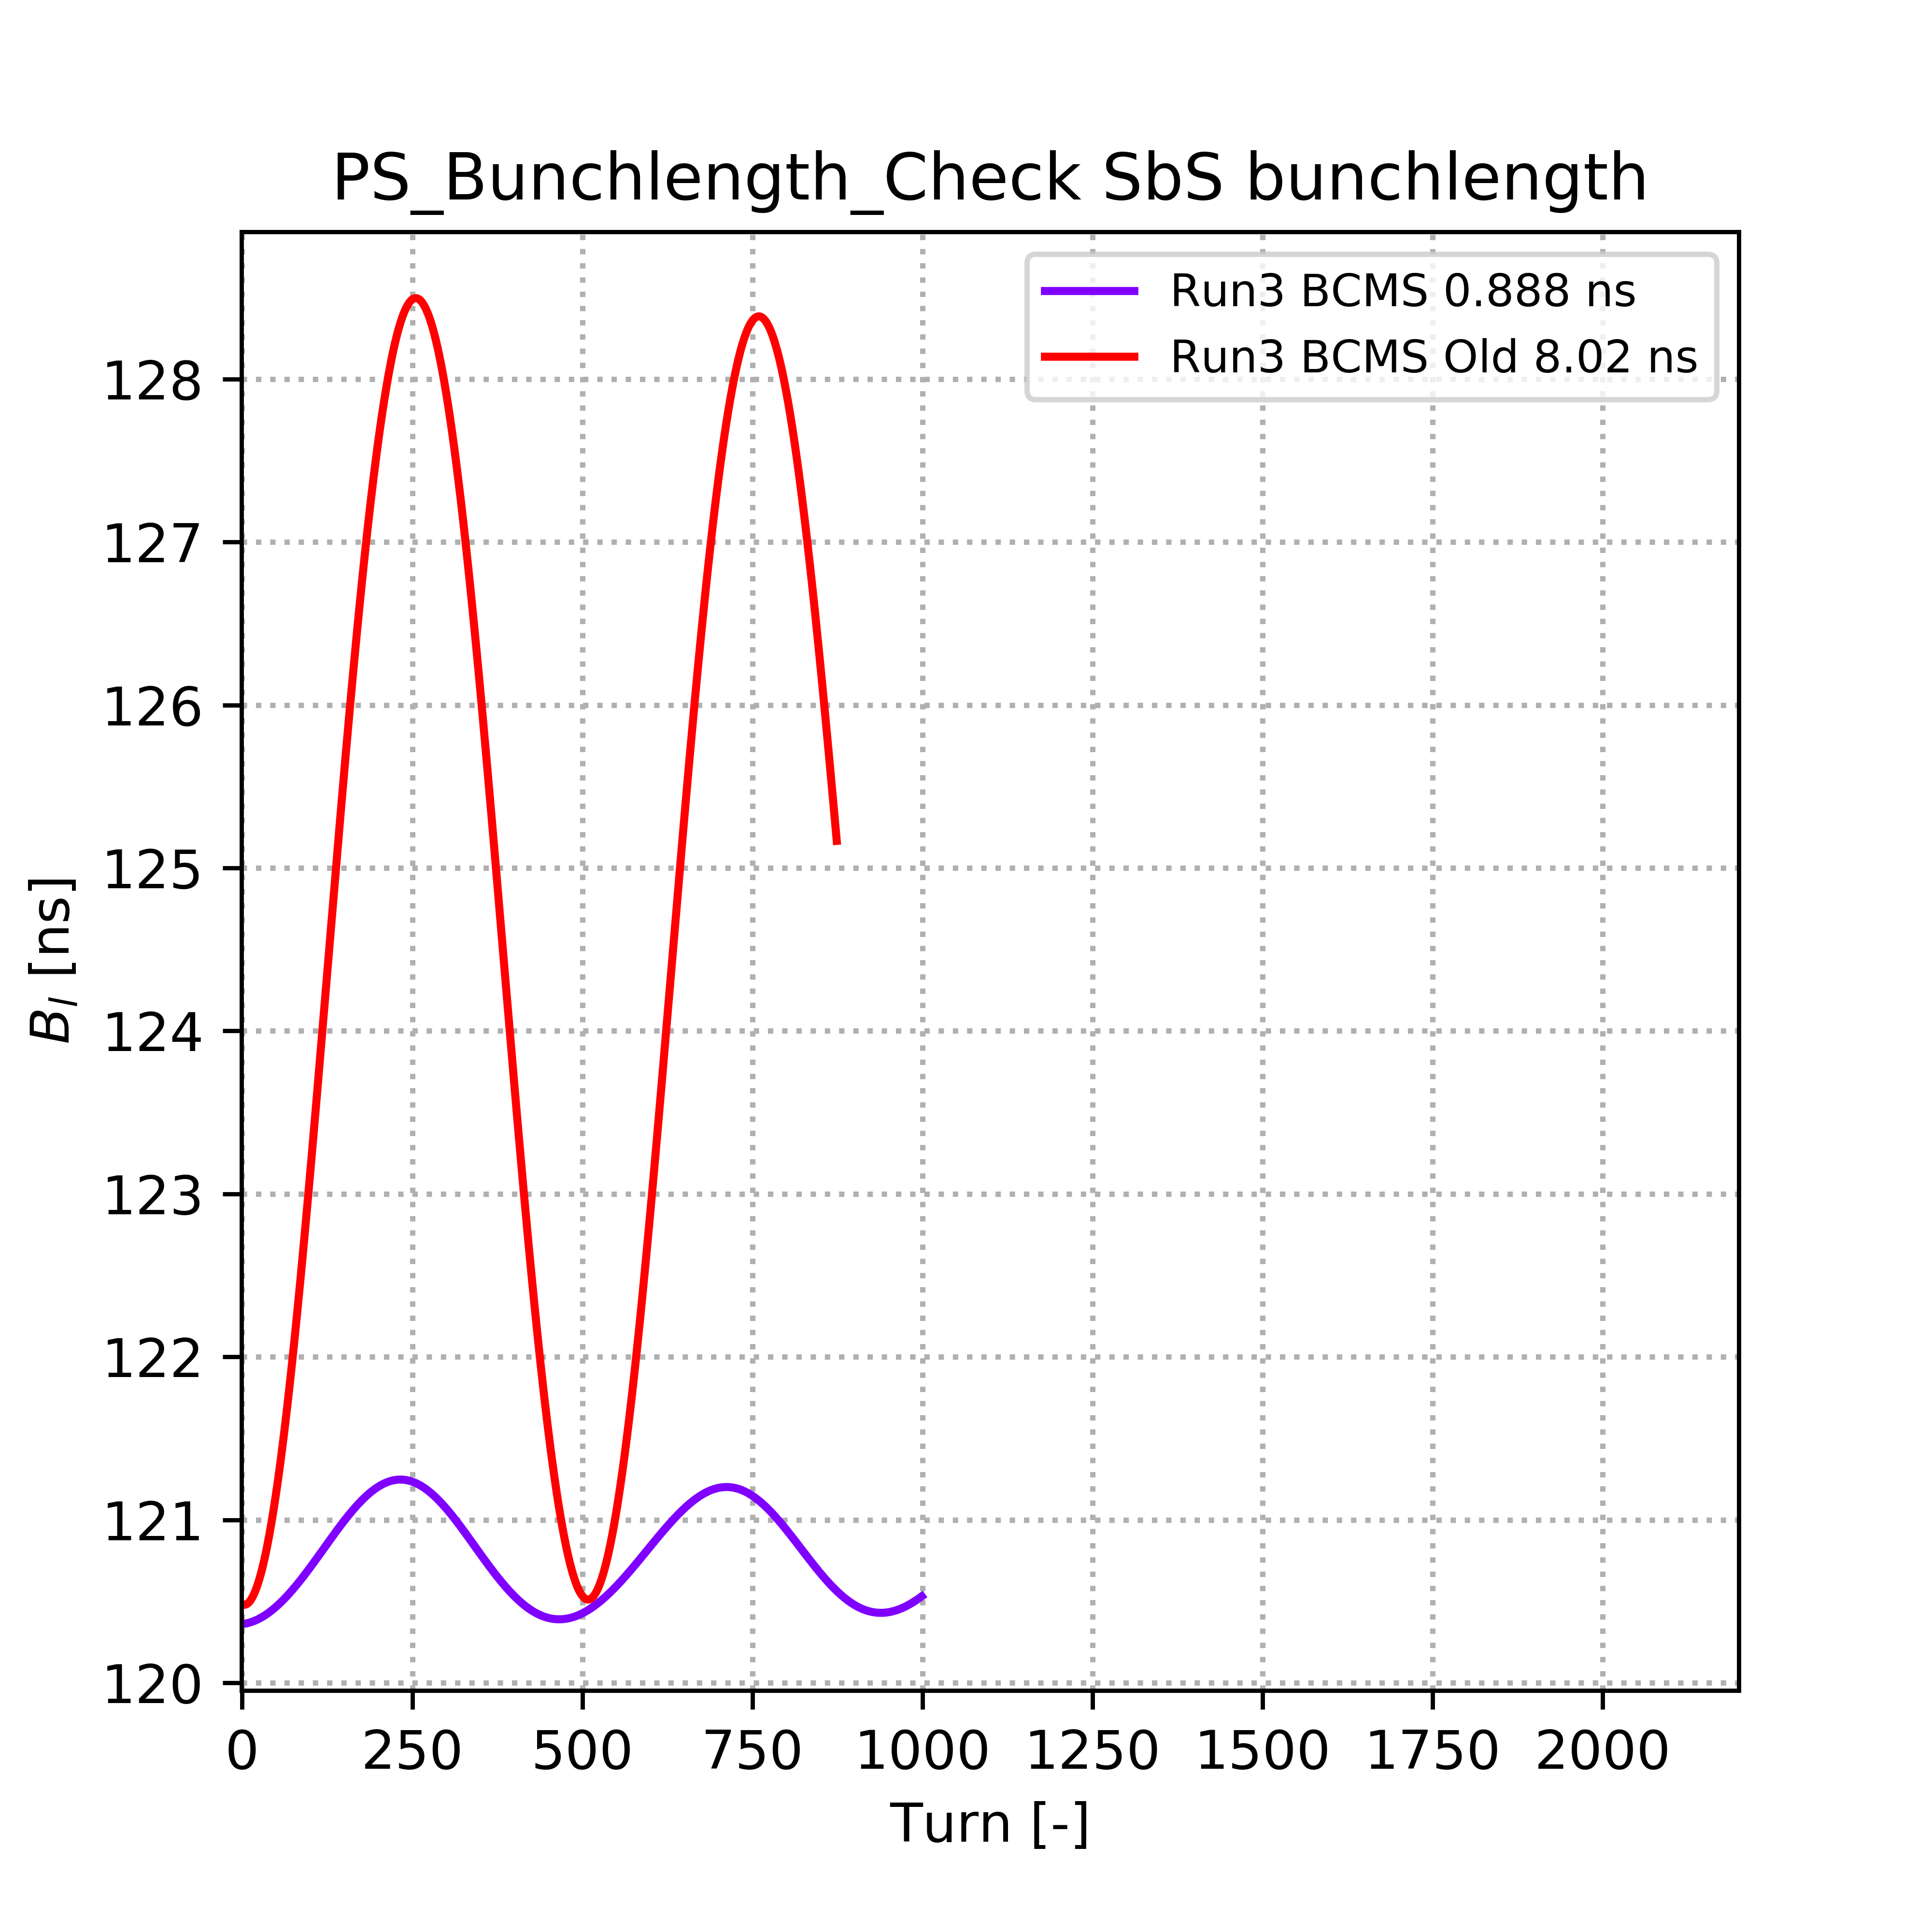 PS_Bunchlength_Check SbS bunchlength
Run3 BCMS 0.888 ns
Run3 BCMS Old 8.02 ns
128
127
126
125
124
123
122
121
120
B_l [ns]
0 250 500 750 1000 1250 1500 1750 2000
Turn [-]